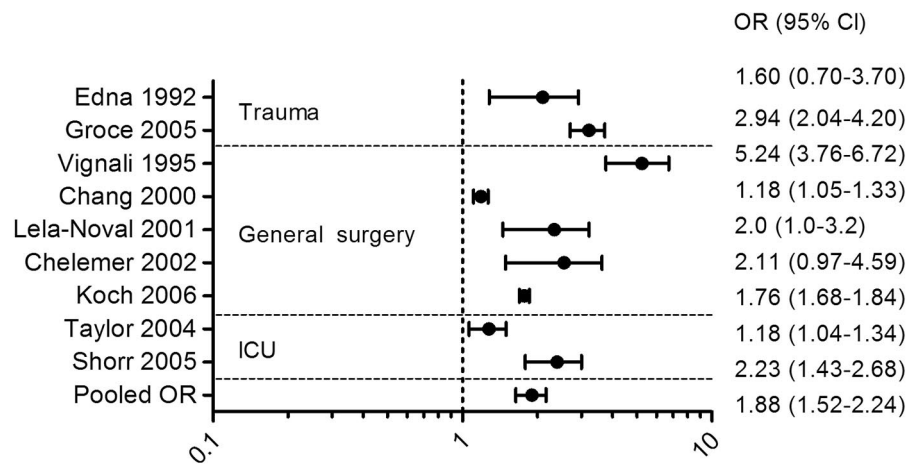 OR (95% CI)
Edna 1992
Trauma
1.60 (0.70-3.70)
Groce 2005
2.94 (2.04-4.20)
Vignali 1995
5.24 (3.76-6.72)
Chang 2000
1.18 (1.05-1.33)
Lela-Noval 2001
General surgery
2.0 (1.0-3.2)
Chelemer 2002
2.11 (0.97-4.59)
Koch 2006
1.76 (1.68-1.84)
Taylor 2004
ICU
1.18 (1.04-1.34)
Shorr 2005
2.23 (1.43-2.68)
Pooled OR
1.88 (1.52-2.24)
0.1
1
10